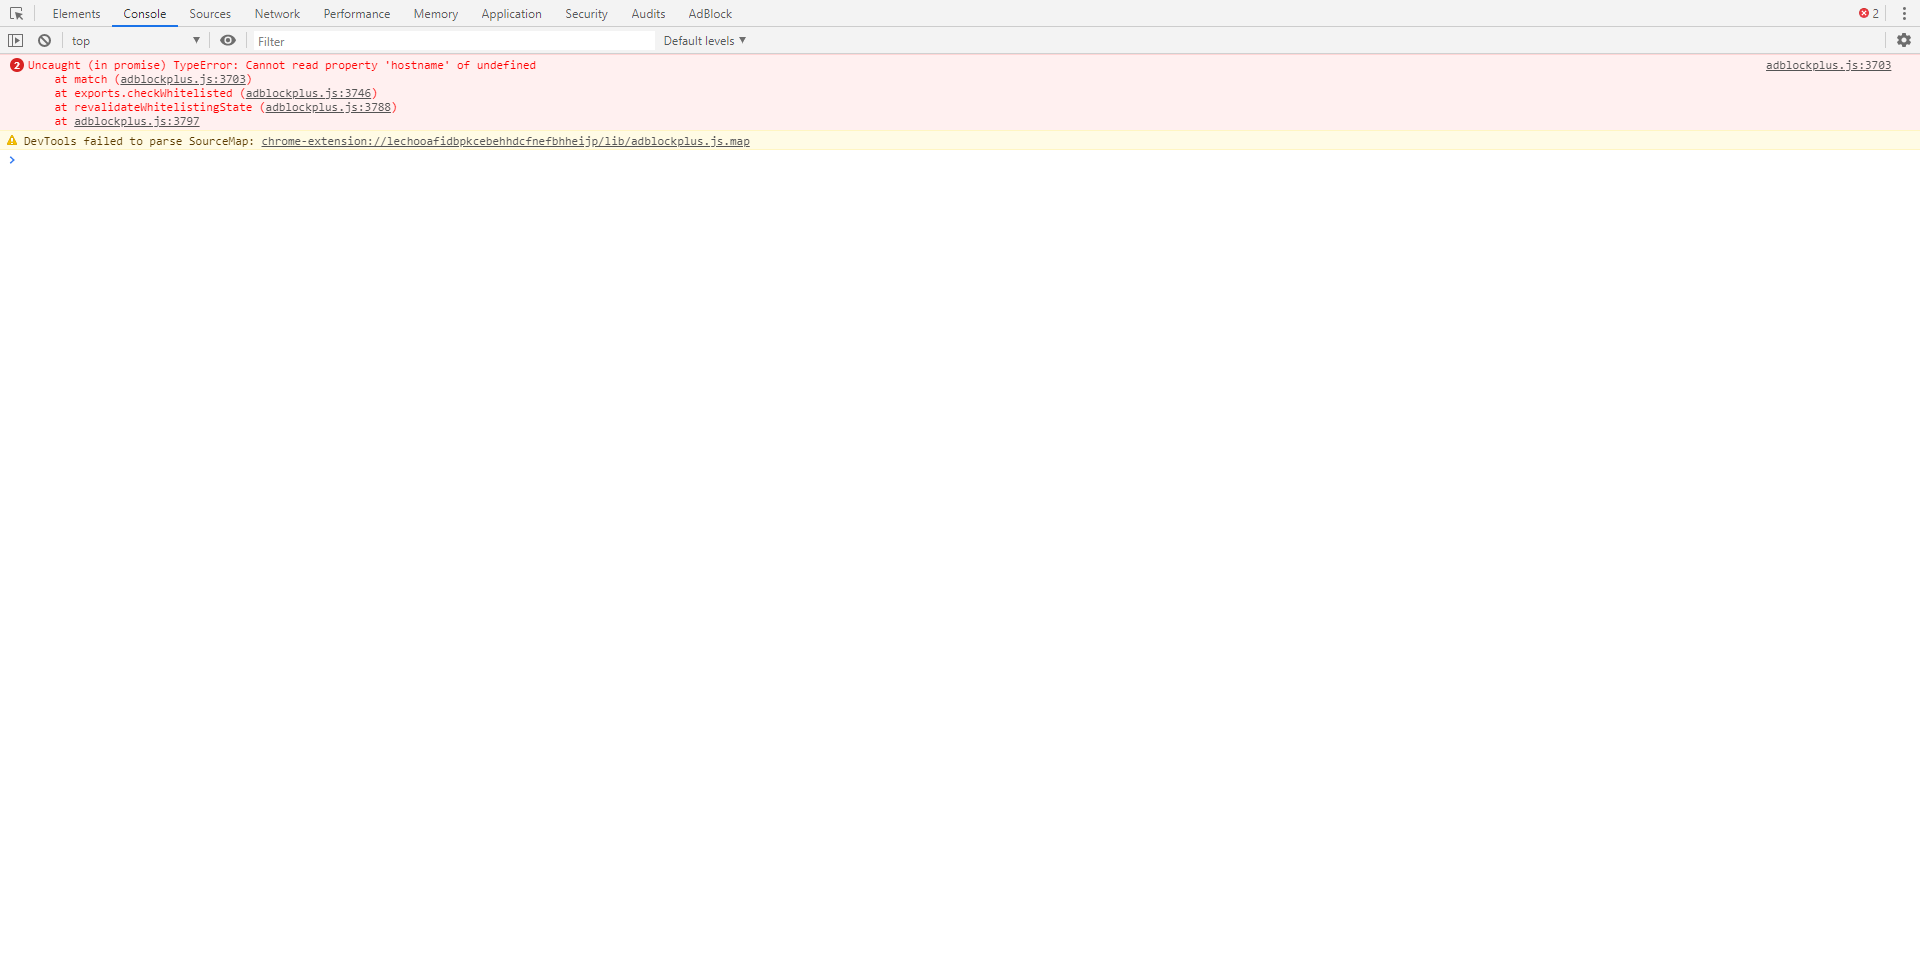 Elements Console Sources Network Performance Memory Application Security Audits AdBlock 2
top Filter Default levels
2 Uncaught (in promise) TypeError: Cannot read property 'hostname' of undefined adblockplus.js:3703
at match (adblockplus.js:3703)
at exports.checkWhitelisted (adblockplus.js:3746)
at revalidateWhitelistingState (adblockplus.js:3788)
at adblockplus.js:3797
DevTools failed to parse SourceMap: chrome-extension://lechooafidbpkcebehhdcfnefbhheijp/lib/adblockplus.js.map